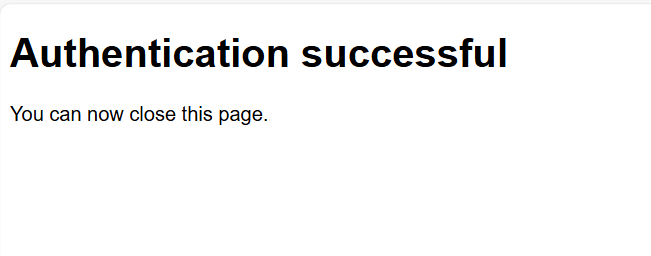 Authentication successful
You can now close this page.